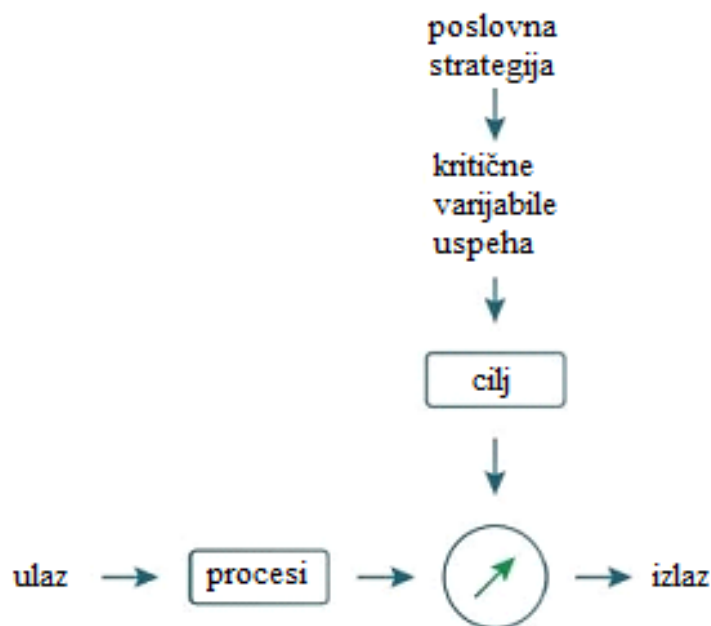 poslovna
strategija
kritične
varijabile
uspeha
cilj
ulaz
procesi
izlaz